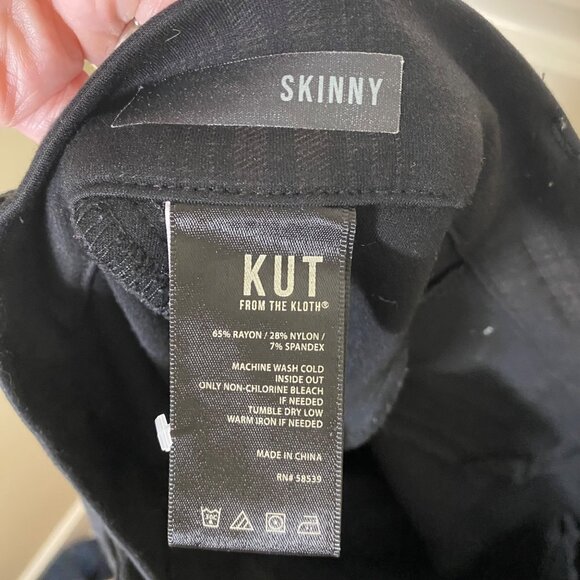 SKINNY
KUT
FROM THE KLOTH®
65% RAYON / 28% NYLON /
7% SPANDEX
MACHINE WASH COLD
INSIDE OUT
ONLY NON-CHLORINE BLEACH
IF NEEDED
TUMBLE DRY LOW
WARM IRON IF NEEDED
MADE IN CHINA
RN# 58539